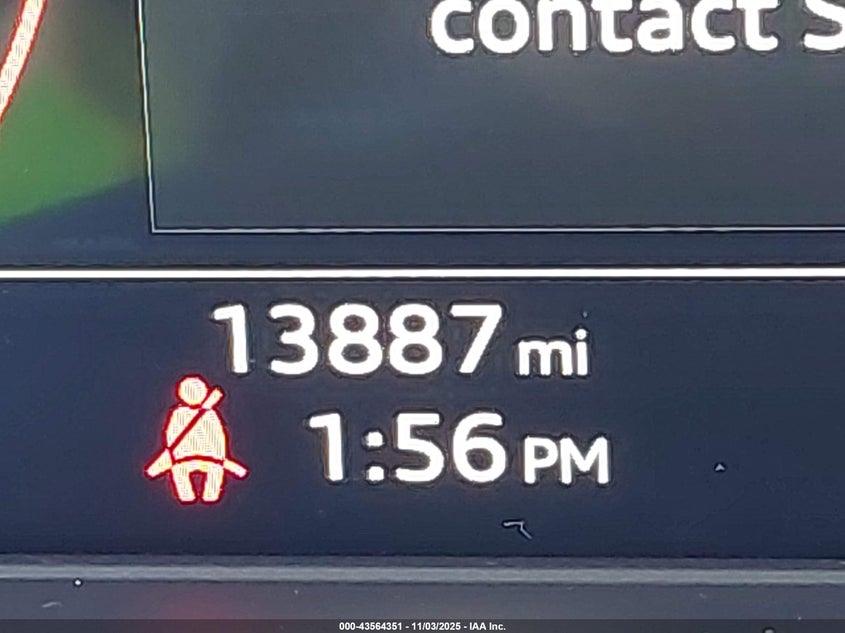 contact S
13887 mi
1:56 PM
000-43564351 - 11/03/2025 - IAA Inc.